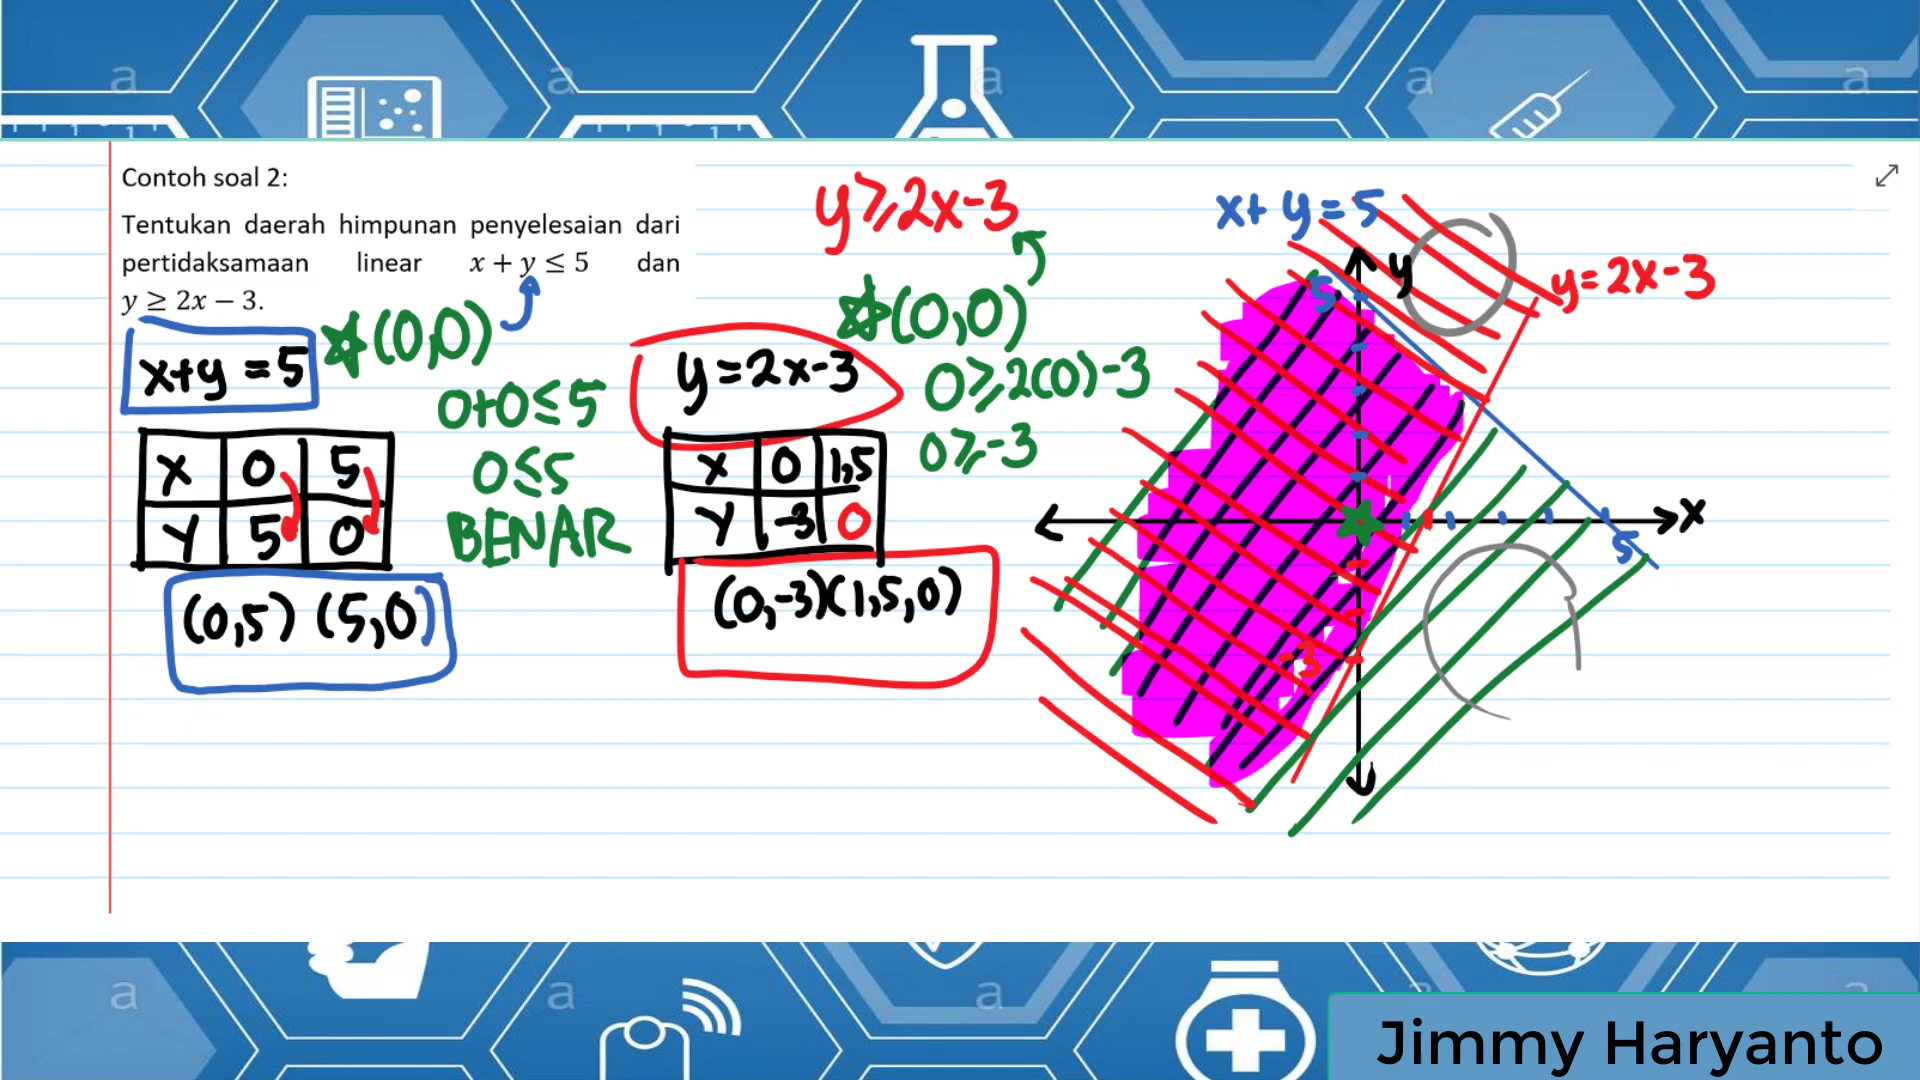 Contoh soal 2:
Tentukan daerah himpunan penyelesaian dari
pertidaksamaan linear x + y ≤ 5 dan
y ≥ 2x − 3.
x+y = 5
(0,0)
0+0 ≤ 5
0 ≤ 5
BENAR
x 0 5
y 5 0
(0,5) (5,0)
y ≥ 2x-3
(0,0)
0 ≥ 2(0)-3
0 ≥ -3
y = 2x-3
x 0 1,5
y -3 0
(0,-3)(1,5,0)
x+y=5
y
y=2x-3
5
x
5
-3
a a a a a
a a a
Jimmy Haryanto